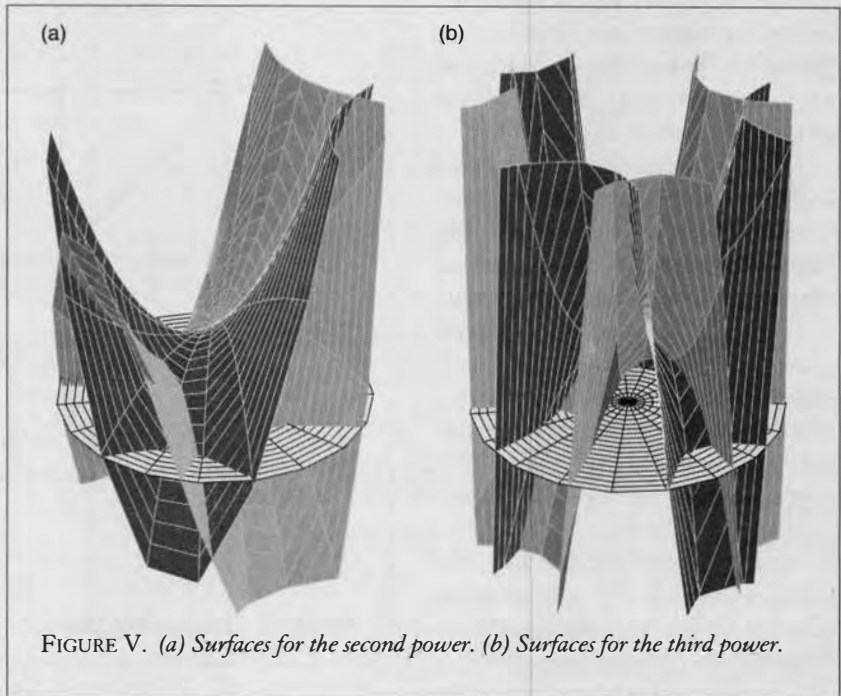 (a)
(b)
FIGURE V. (a) Surfaces for the second power. (b) Surfaces for the third power.